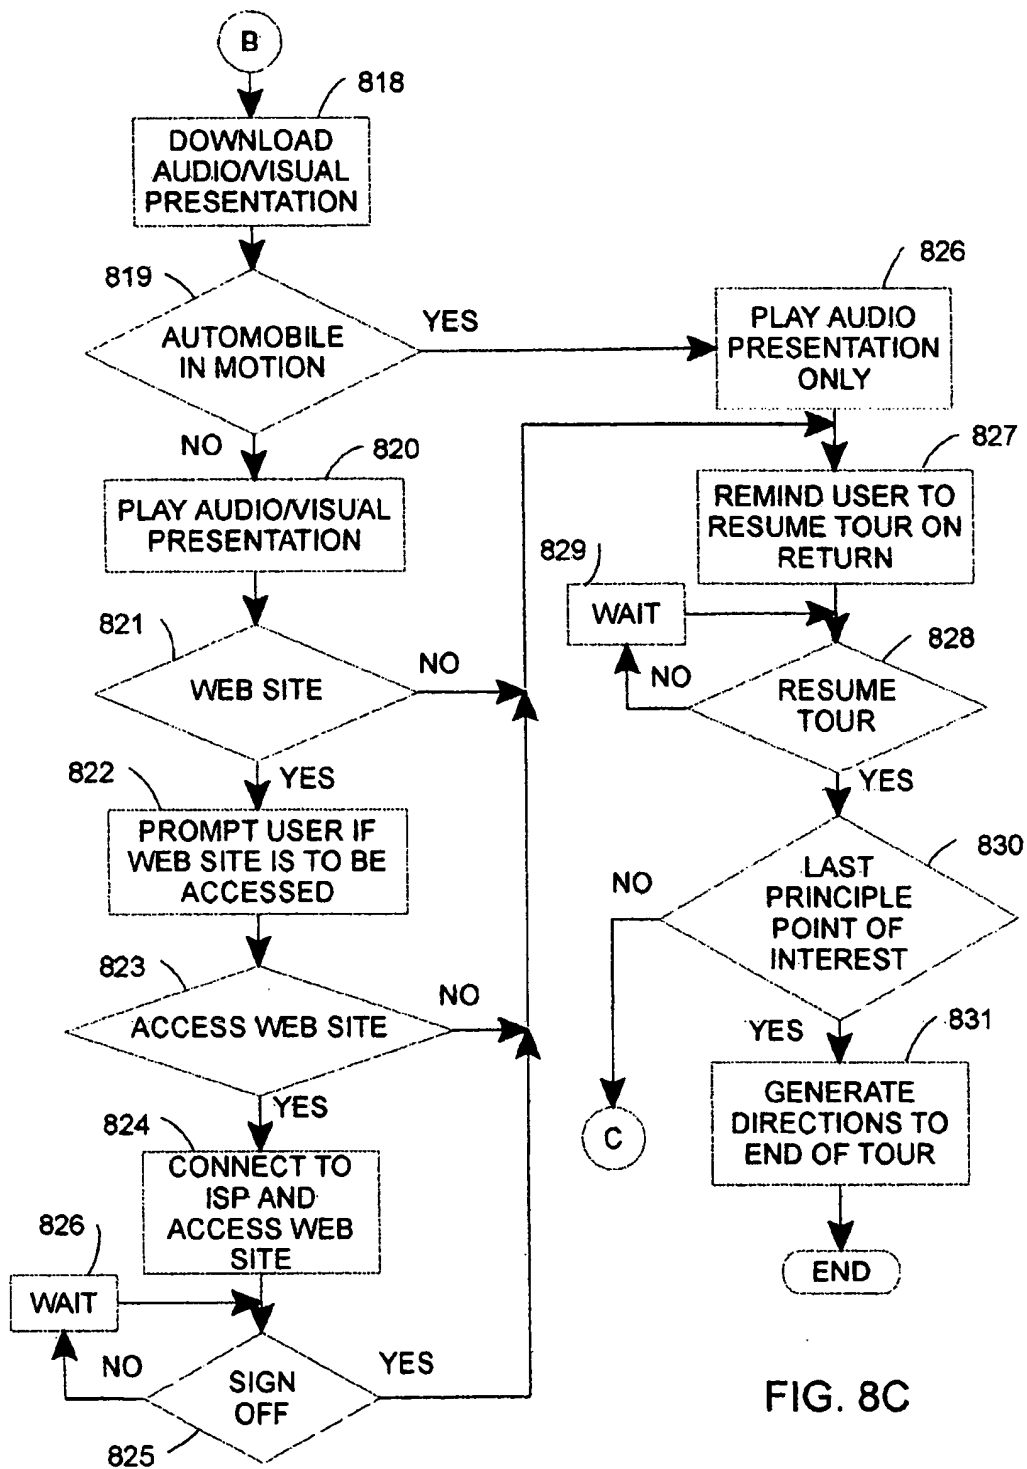 B
818
DOWNLOAD
AUDIO/VISUAL
PRESENTATION
819
AUTOMOBILE
IN MOTION
YES
NO
826
PLAY AUDIO
PRESENTATION
ONLY
820
PLAY AUDIO/VISUAL
PRESENTATION
827
REMIND USER TO
RESUME TOUR ON
RETURN
829
WAIT
821
WEB SITE
NO
YES
828
RESUME
TOUR
NO
YES
822
PROMPT USER IF
WEB SITE IS TO BE
ACCESSED
830
LAST
PRINCIPLE
POINT OF
INTEREST
NO
YES
823
ACCESS WEB SITE
NO
YES
831
GENERATE
DIRECTIONS TO
END OF TOUR
C
824
CONNECT TO
ISP AND
ACCESS WEB
SITE
826
WAIT
END
NO
YES
SIGN
OFF
825
FIG. 8C